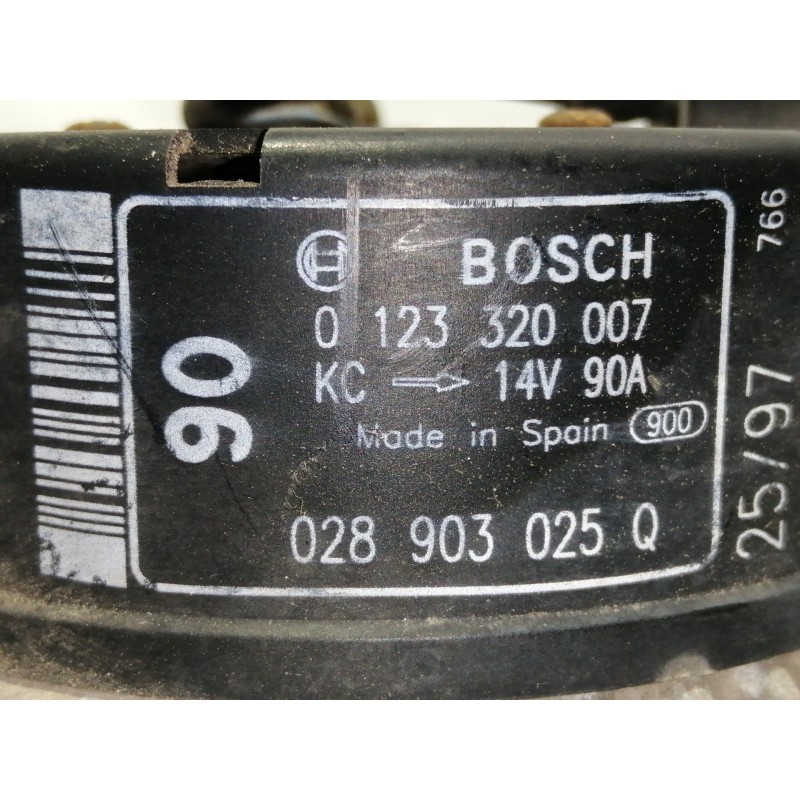 90
BOSCH
0 123 320 007
KC → 14V 90A
Made in Spain 900
028 903 025 Q
25/97
766